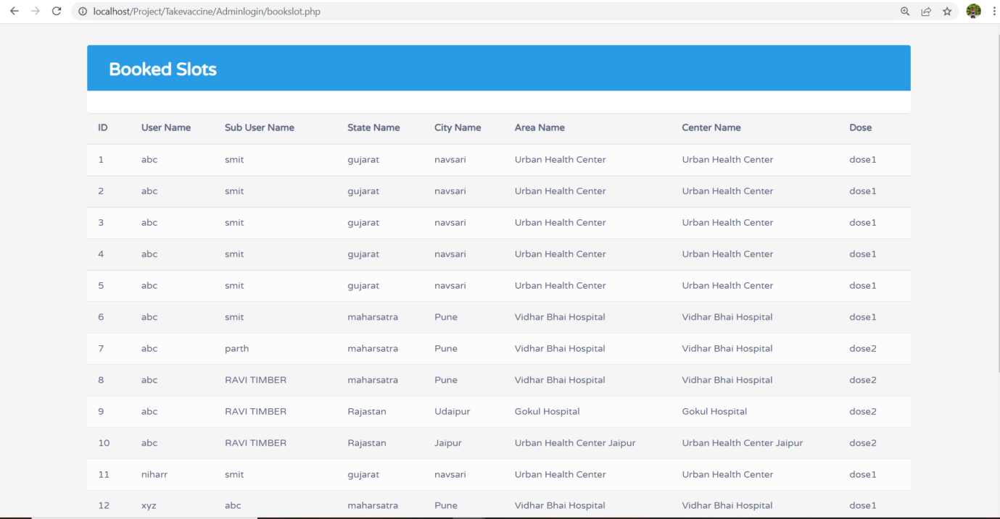 localhost/Project/Takevaccine/Adminlogin/bookslot.php
Booked Slots
ID User Name Sub User Name State Name City Name Area Name Center Name Dose
1 abc smit gujarat navsari Urban Health Center Urban Health Center dose1
2 abc smit gujarat navsari Urban Health Center Urban Health Center dose1
3 abc smit gujarat navsari Urban Health Center Urban Health Center dose1
4 abc smit gujarat navsari Urban Health Center Urban Health Center dose1
5 abc smit gujarat navsari Urban Health Center Urban Health Center dose1
6 abc smit maharsatra Pune Vidhar Bhai Hospital Vidhar Bhai Hospital dose1
7 abc parth maharsatra Pune Vidhar Bhai Hospital Vidhar Bhai Hospital dose2
8 abc RAVI TIMBER maharsatra Pune Vidhar Bhai Hospital Vidhar Bhai Hospital dose2
9 abc RAVI TIMBER Rajastan Udaipur Gokul Hospital Gokul Hospital dose2
10 abc RAVI TIMBER Rajastan Jaipur Urban Health Center Jaipur Urban Health Center Jaipur dose2
11 niharr smit gujarat navsari Urban Health Center Urban Health Center dose1
12 xyz abc maharsatra Pune Vidhar Bhai Hospital Vidhar Bhai Hospital dose1